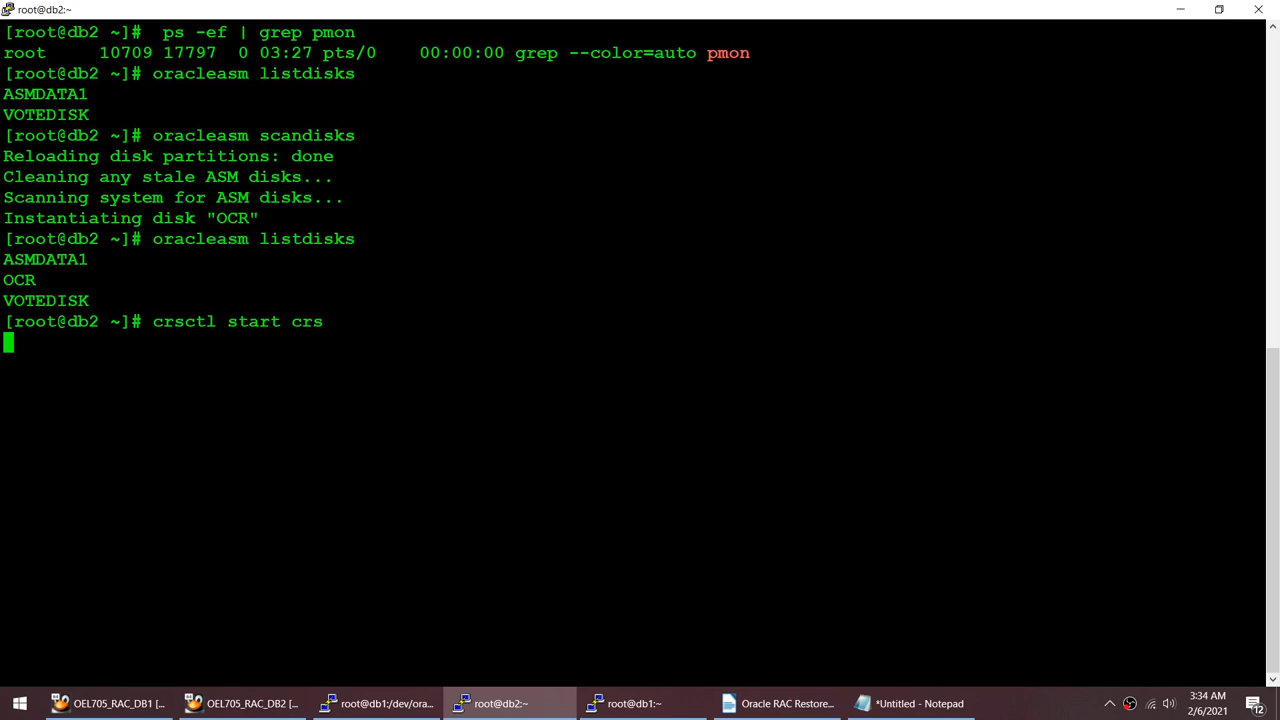 root@db2:~
[root@db2 ~]#  ps -ef | grep pmon
root     10709 17797  0 03:27 pts/0    00:00:00 grep --color=auto pmon
[root@db2 ~]# oracleasm listdisks
ASMDATA1
VOTEDISK
[root@db2 ~]# oracleasm scandisks
Reloading disk partitions: done
Cleaning any stale ASM disks...
Scanning system for ASM disks...
Instantiating disk "OCR"
[root@db2 ~]# oracleasm listdisks
ASMDATA1
OCR
VOTEDISK
[root@db2 ~]# crsctl start crs
OEL705_RAC_DB1 [...
OEL705_RAC_DB2 [...
root@db1:/dev/ora...
root@db2:~
root@db1:~
Oracle RAC Restore...
*Untitled - Notepad
3:34 AM
2/6/2021
12